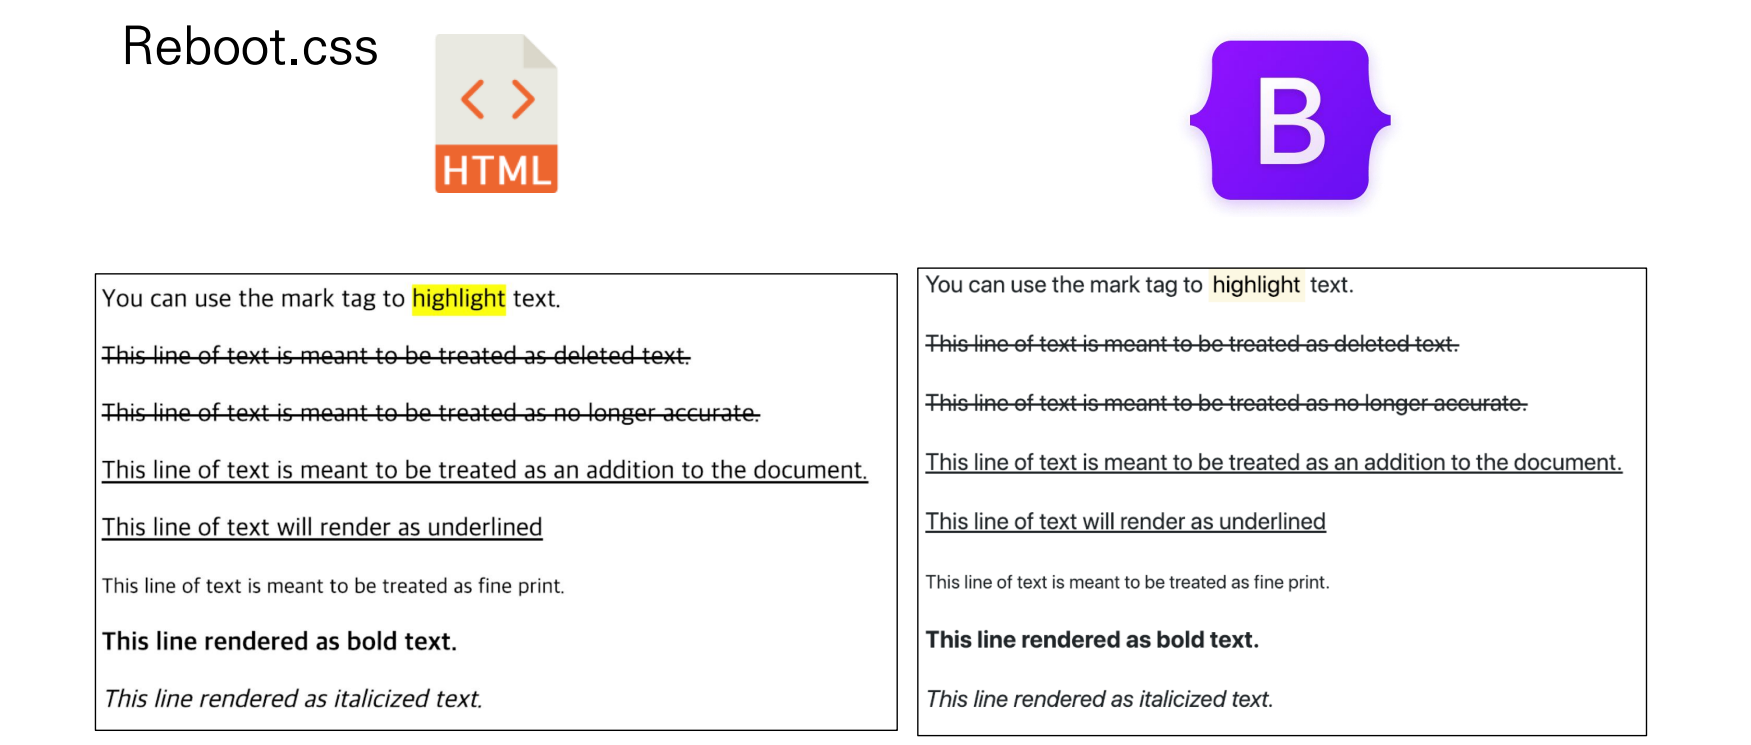 Reboot.css
HTML
B
You can use the mark tag to highlight text.
This line of text is meant to be treated as deleted text.
This line of text is meant to be treated as no longer accurate.
This line of text is meant to be treated as an addition to the document.
This line of text will render as underlined
This line of text is meant to be treated as fine print.
This line rendered as bold text.
This line rendered as italicized text.
You can use the mark tag to highlight text.
This line of text is meant to be treated as deleted text.
This line of text is meant to be treated as no longer accurate.
This line of text is meant to be treated as an addition to the document.
This line of text will render as underlined
This line of text is meant to be treated as fine print.
This line rendered as bold text.
This line rendered as italicized text.